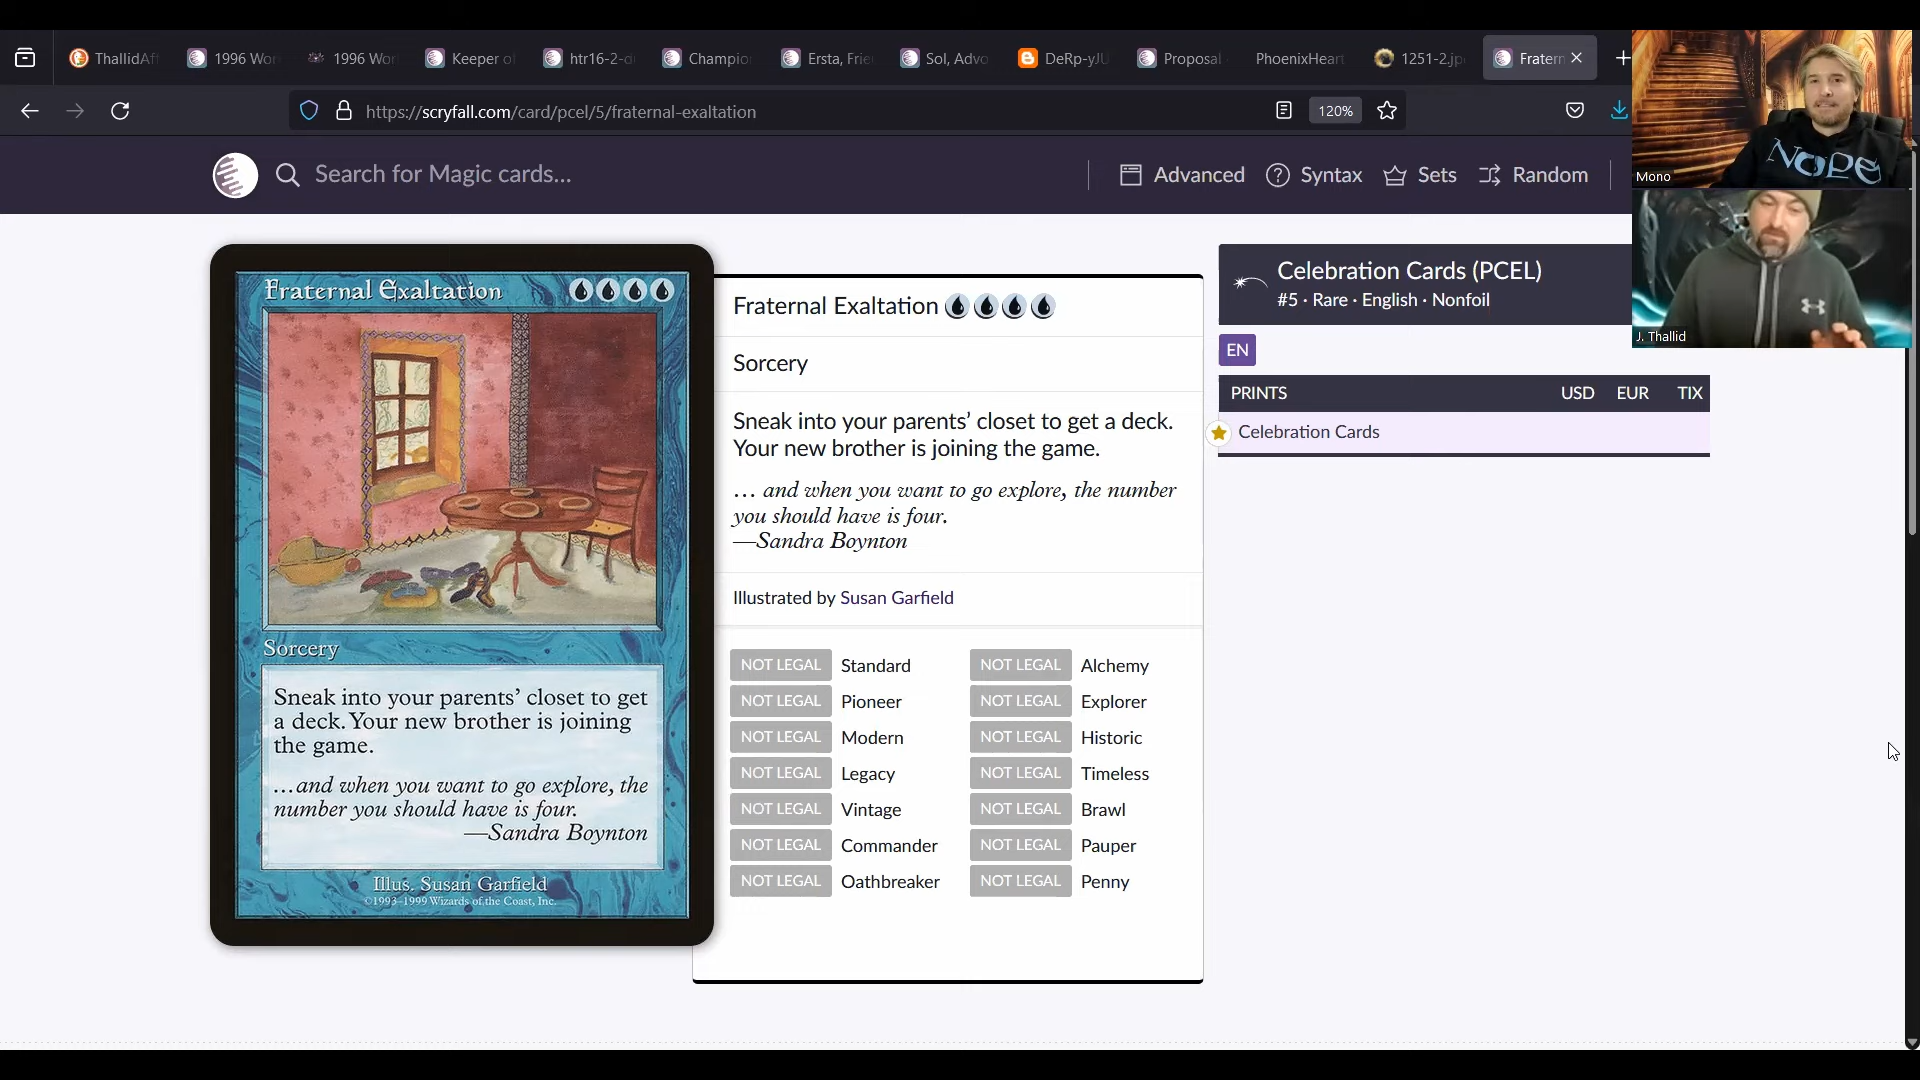 ThallidAff
1996 Wor
1996 Wor
Keeper of
htr16-2-d
Champio
Ersta, Frie
Sol, Advo
DeRp-yJU
Proposal
PhoenixHeart
1251-2.jp
Fratern
https://scryfall.com/card/pcel/5/fraternal-exaltation
120%
Search for Magic cards...
Advanced
Syntax
Sets
Random
NOPE
Mono
J. Thallid
Fraternal Exaltation
Sorcery
Sneak into your parents’ closet to get
a deck. Your new brother is joining
the game.
...and when you want to go explore, the
number you should have is four.
—Sandra Boynton
Illus. Susan Garfield
©1993-1999 Wizards of the Coast, Inc.
Fraternal Exaltation
Sorcery
Sneak into your parents’ closet to get a deck.
Your new brother is joining the game.
… and when you want to go explore, the number
you should have is four.
—Sandra Boynton
Illustrated by Susan Garfield
NOT LEGAL Standard NOT LEGAL Alchemy
NOT LEGAL Pioneer NOT LEGAL Explorer
NOT LEGAL Modern NOT LEGAL Historic
NOT LEGAL Legacy NOT LEGAL Timeless
NOT LEGAL Vintage NOT LEGAL Brawl
NOT LEGAL Commander NOT LEGAL Pauper
NOT LEGAL Oathbreaker NOT LEGAL Penny
Celebration Cards (PCEL)
#5 · Rare · English · Nonfoil
EN
PRINTS USD EUR TIX
Celebration Cards